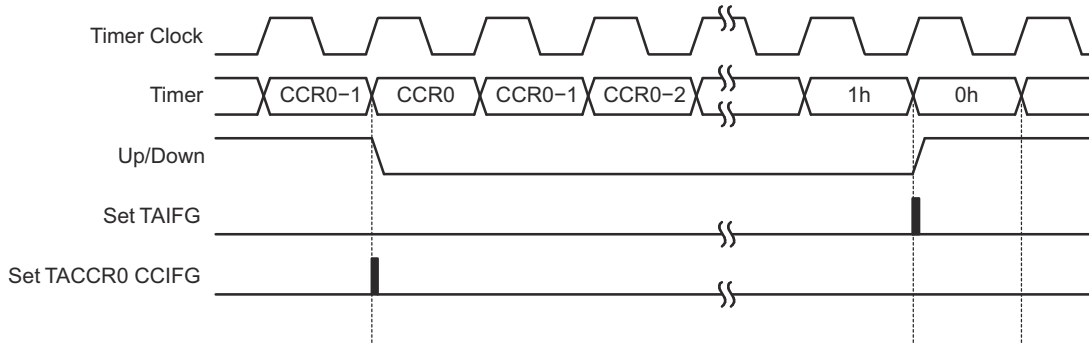 Timer Clock
Timer CCR0−1 CCR0 CCR0−1 CCR0−2 1h 0h
Up/Down
Set TAIFG
Set TACCR0 CCIFG